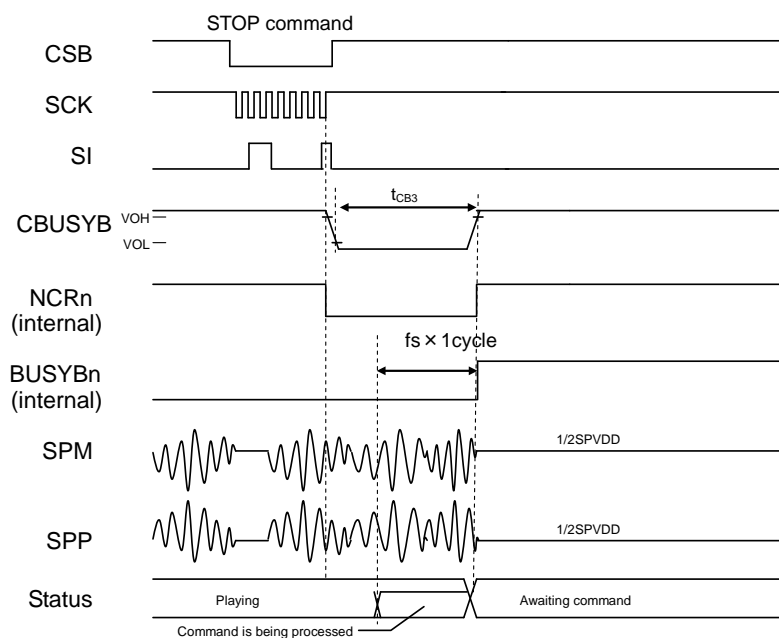 STOP command
CSB
SCK
SI
tCB3
CBUSYB
VOH
VOL
NCRn
(internal)
fs × 1cycle
BUSYBn
(internal)
SPM
1/2SPVDD
SPP
1/2SPVDD
Status
Playing
Awaiting command
Command is being processed